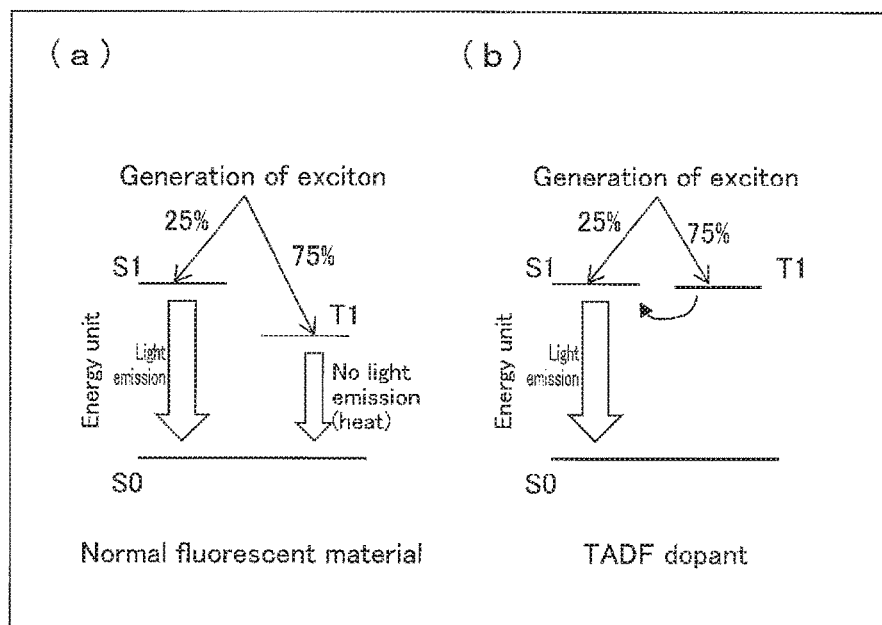 (a)
Generation of exciton
25%
75%
S1
T1
Energy unit
Light
emission
No light
emission
(heat)
S0
Normal fluorescent material
(b)
Generation of exciton
25%
75%
S1
T1
Energy unit
Light
emission
S0
TADF dopant